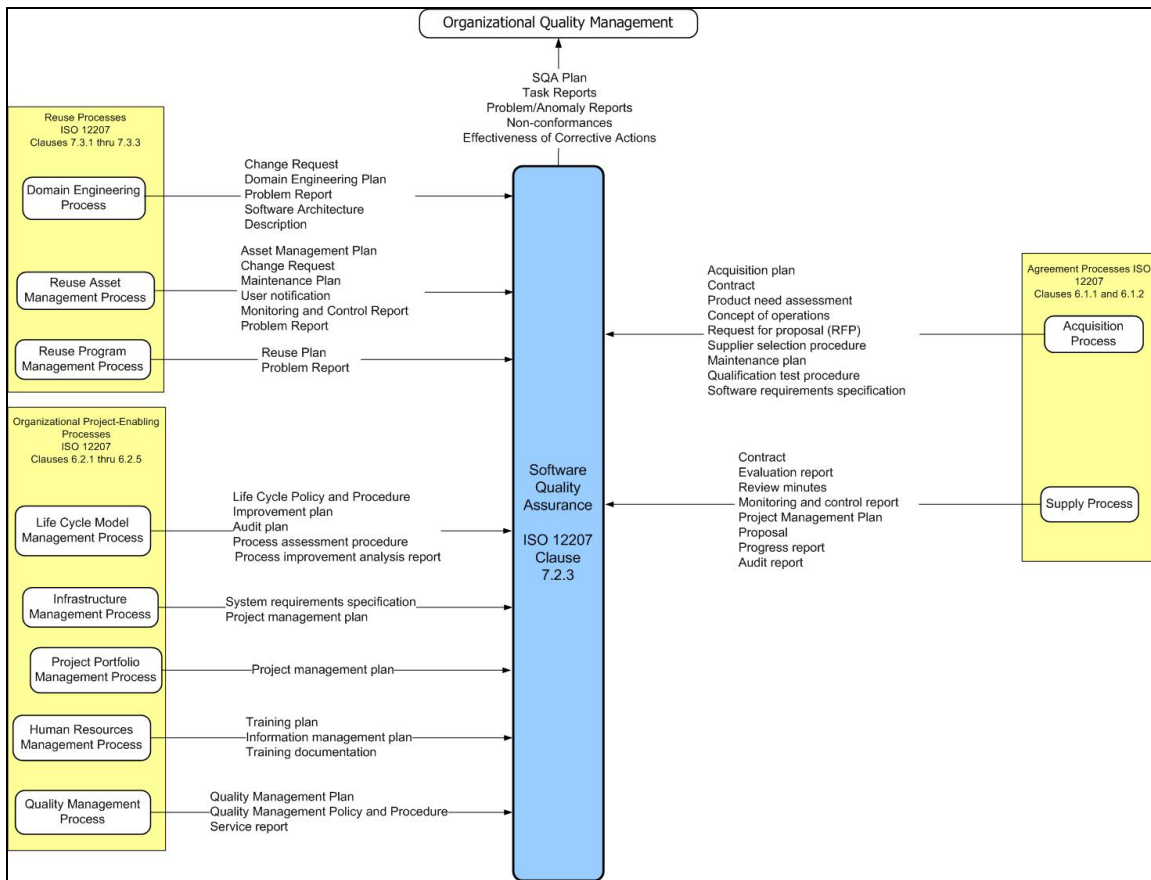 Organizational Quality Management
SQA Plan
Task Reports
Problem/Anomaly Reports
Non-conformances
Effectiveness of Corrective Actions
Reuse Processes
ISO 12207
Clauses 7.3.1 thru 7.3.3
Domain Engineering
Process
Change Request
Domain Engineering Plan
Problem Report
Software Architecture
Description
Reuse Asset
Management Process
Asset Management Plan
Change Request
Maintenance Plan
User notification
Monitoring and Control Report
Problem Report
Reuse Program
Management Process
Reuse Plan
Problem Report
Organizational Project-Enabling
Processes
ISO 12207
Clauses 6.2.1 thru 6.2.5
Life Cycle Model
Management Process
Life Cycle Policy and Procedure
Improvement plan
Audit plan
Process assessment procedure
Process improvement analysis report
Infrastructure
Management Process
System requirements specification
Project management plan
Project Portfolio
Management Process
Project management plan
Human Resources
Management Process
Training plan
Information management plan
Training documentation
Quality Management
Process
Quality Management Plan
Quality Management Policy and Procedure
Service report
Software
Quality
Assurance
ISO 12207
Clause
7.2.3
Agreement Processes ISO
12207
Clauses 6.1.1 and 6.1.2
Acquisition
Process
Acquisition plan
Contract
Product need assessment
Concept of operations
Request for proposal (RFP)
Supplier selection procedure
Maintenance plan
Qualification test procedure
Software requirements specification
Supply Process
Contract
Evaluation report
Review minutes
Monitoring and control report
Project Management Plan
Proposal
Progress report
Audit report